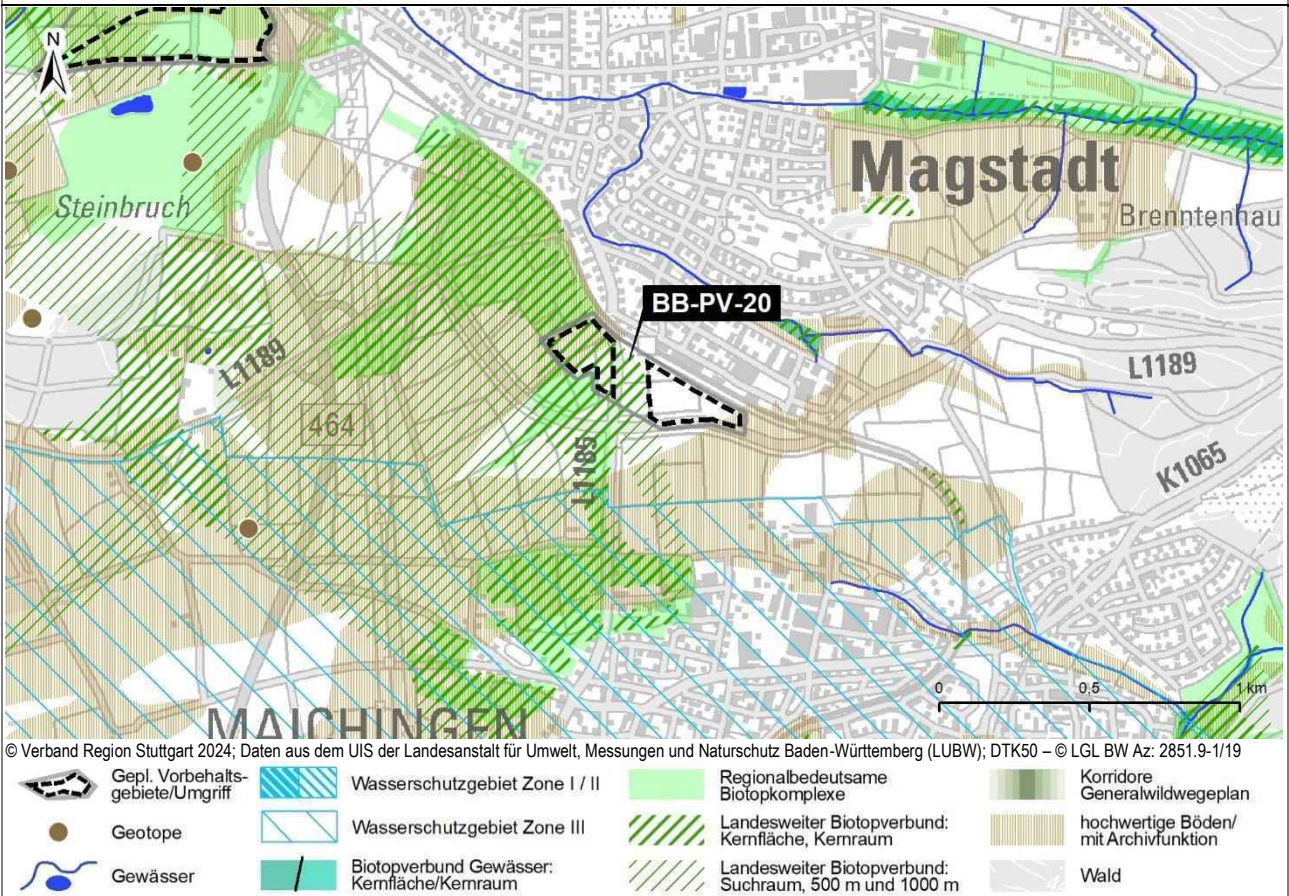 N
Magstadt
Steinbruch
Brenntenhau
BB-PV-20
L1189
L1189
464
L1185
K1065
0
0,5
1 km
MAICHINGEN
© Verband Region Stuttgart 2024; Daten aus dem UIS der Landesanstalt für Umwelt, Messungen und Naturschutz Baden-Württemberg (LUBW); DTK50 – © LGL BW Az: 2851.9-1/19
Gepl. Vorbehalts-
gebiete/Umgriff
Geotope
Gewässer
Wasserschutzgebiet Zone I / II
Wasserschutzgebiet Zone III
Biotopverbund Gewässer:
Kernfläche/Kernraum
Regionalbedeutsame
Biotopkomplexe
Landesweiter Biotopverbund:
Kernfläche, Kernraum
Landesweiter Biotopverbund:
Suchraum, 500 m und 1000 m
Korridore
Generalwildwegeplan
hochwertige Böden/
mit Archivfunktion
Wald